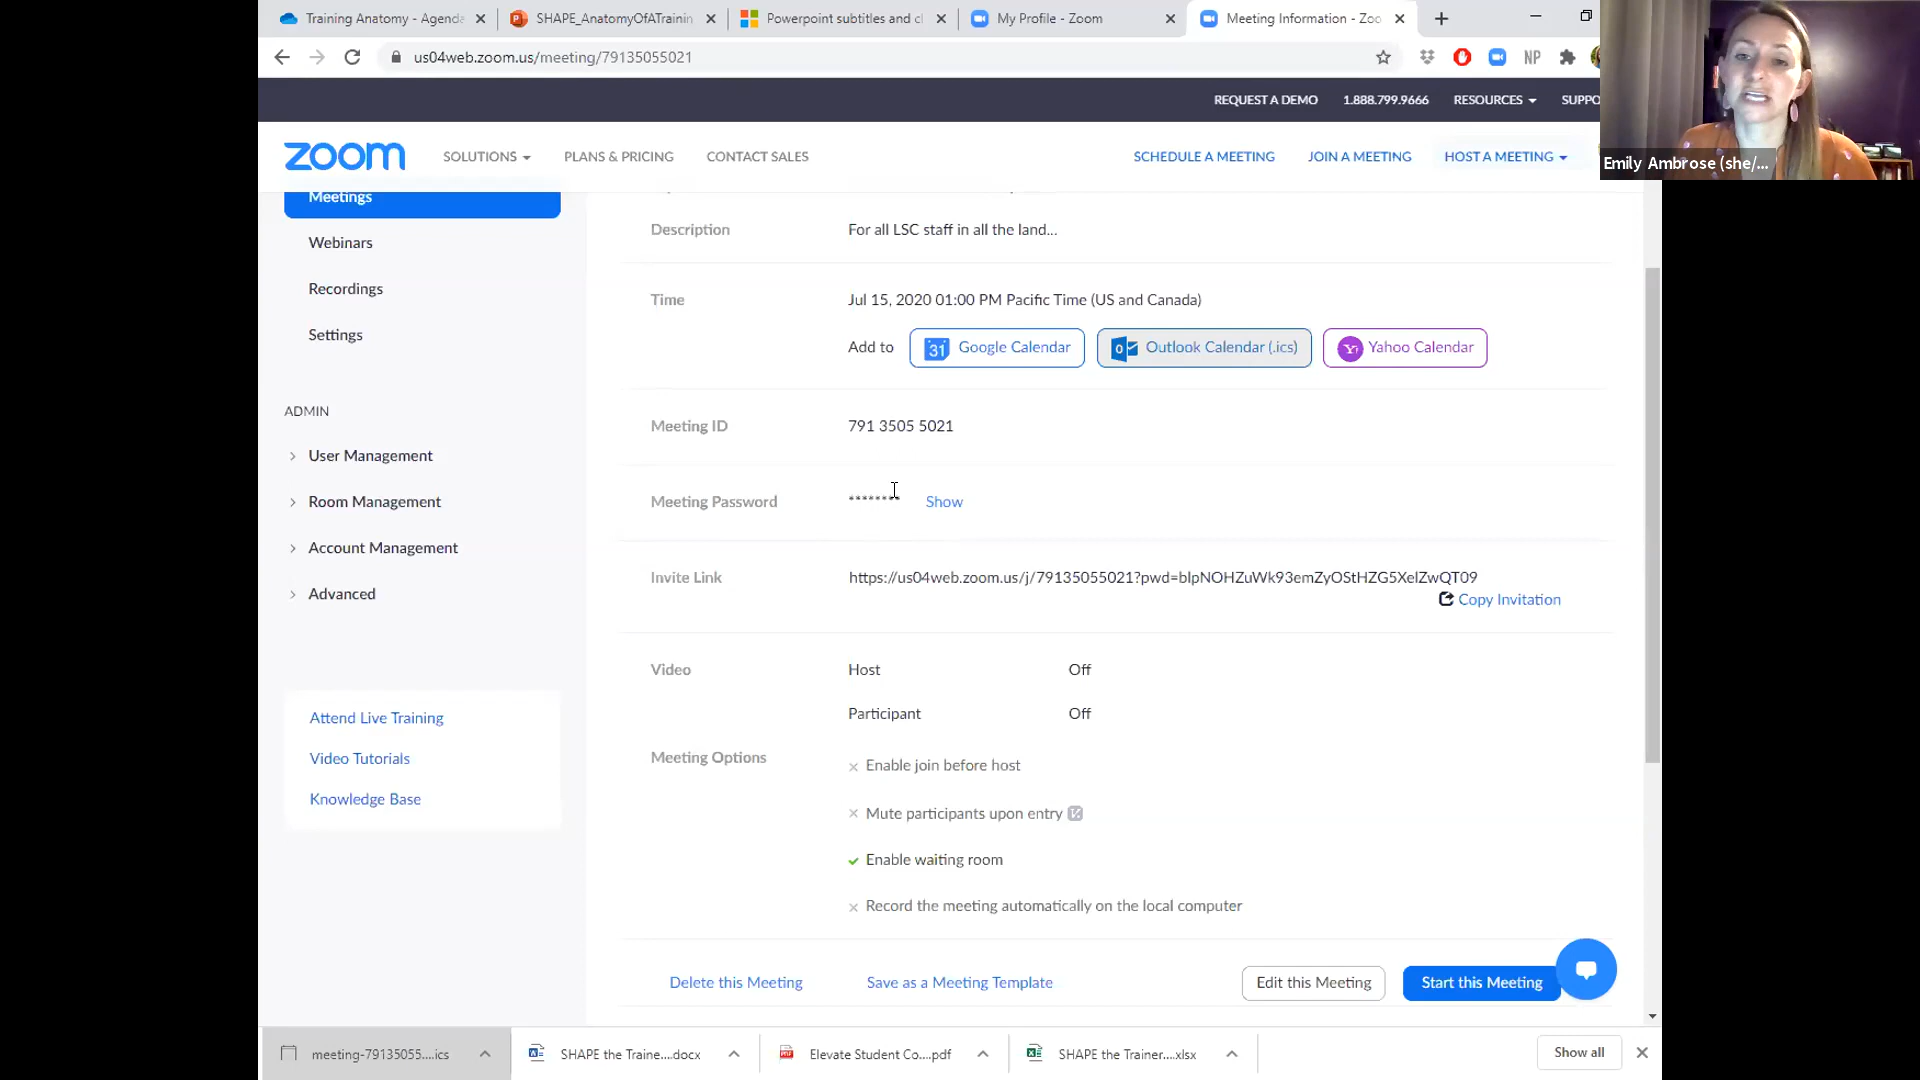 Training Anatomy - Agenda
SHAPE_AnatomyOfATrainin
Powerpoint subtitles and cl
My Profile - Zoom
Meeting Information - Zoo
us04web.zoom.us/meeting/79135055021
NP
REQUEST A DEMO 1.888.799.9666 RESOURCES SUPPO
zoom
SOLUTIONS PLANS & PRICING CONTACT SALES
SCHEDULE A MEETING JOIN A MEETING HOST A MEETING
Emily Ambrose (she/...
Meetings
Webinars
Recordings
Settings
ADMIN
User Management
Room Management
Account Management
Advanced
Attend Live Training
Video Tutorials
Knowledge Base
Description For all LSC staff in all the land...
Time Jul 15, 2020 01:00 PM Pacific Time (US and Canada)
Add to 31 Google Calendar Outlook Calendar (.ics) Yahoo Calendar
Meeting ID 791 3505 5021
Meeting Password ******** Show
Invite Link https://us04web.zoom.us/j/79135055021?pwd=blpNOHZuWk93emZyOStHZG5XelZwQT09
Copy Invitation
Video Host Off
Participant Off
Meeting Options Enable join before host
Mute participants upon entry
Enable waiting room
Record the meeting automatically on the local computer
Delete this Meeting Save as a Meeting Template Edit this Meeting Start this Meeting
meeting-79135055....ics
SHAPE the Traine....docx
Elevate Student Co....pdf
SHAPE the Trainer....xlsx
Show all